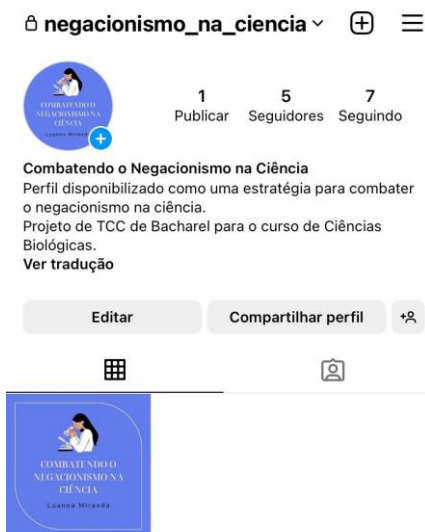 negacionismo_na_ciencia
COMBATENDO O
NEGACIONISMO NA
CIÊNCIA
Luanna Miranda
1 5 7
Publicar Seguidores Seguindo
Combatendo o Negacionismo na Ciência
Perfil disponibilizado como uma estratégia para combater
o negacionismo na ciência.
Projeto de TCC de Bacharel para o curso de Ciências
Biológicas.
Ver tradução
Editar Compartilhar perfil
COMBATENDO O
NEGACIONISMO NA
CIÊNCIA
Luanna Miranda